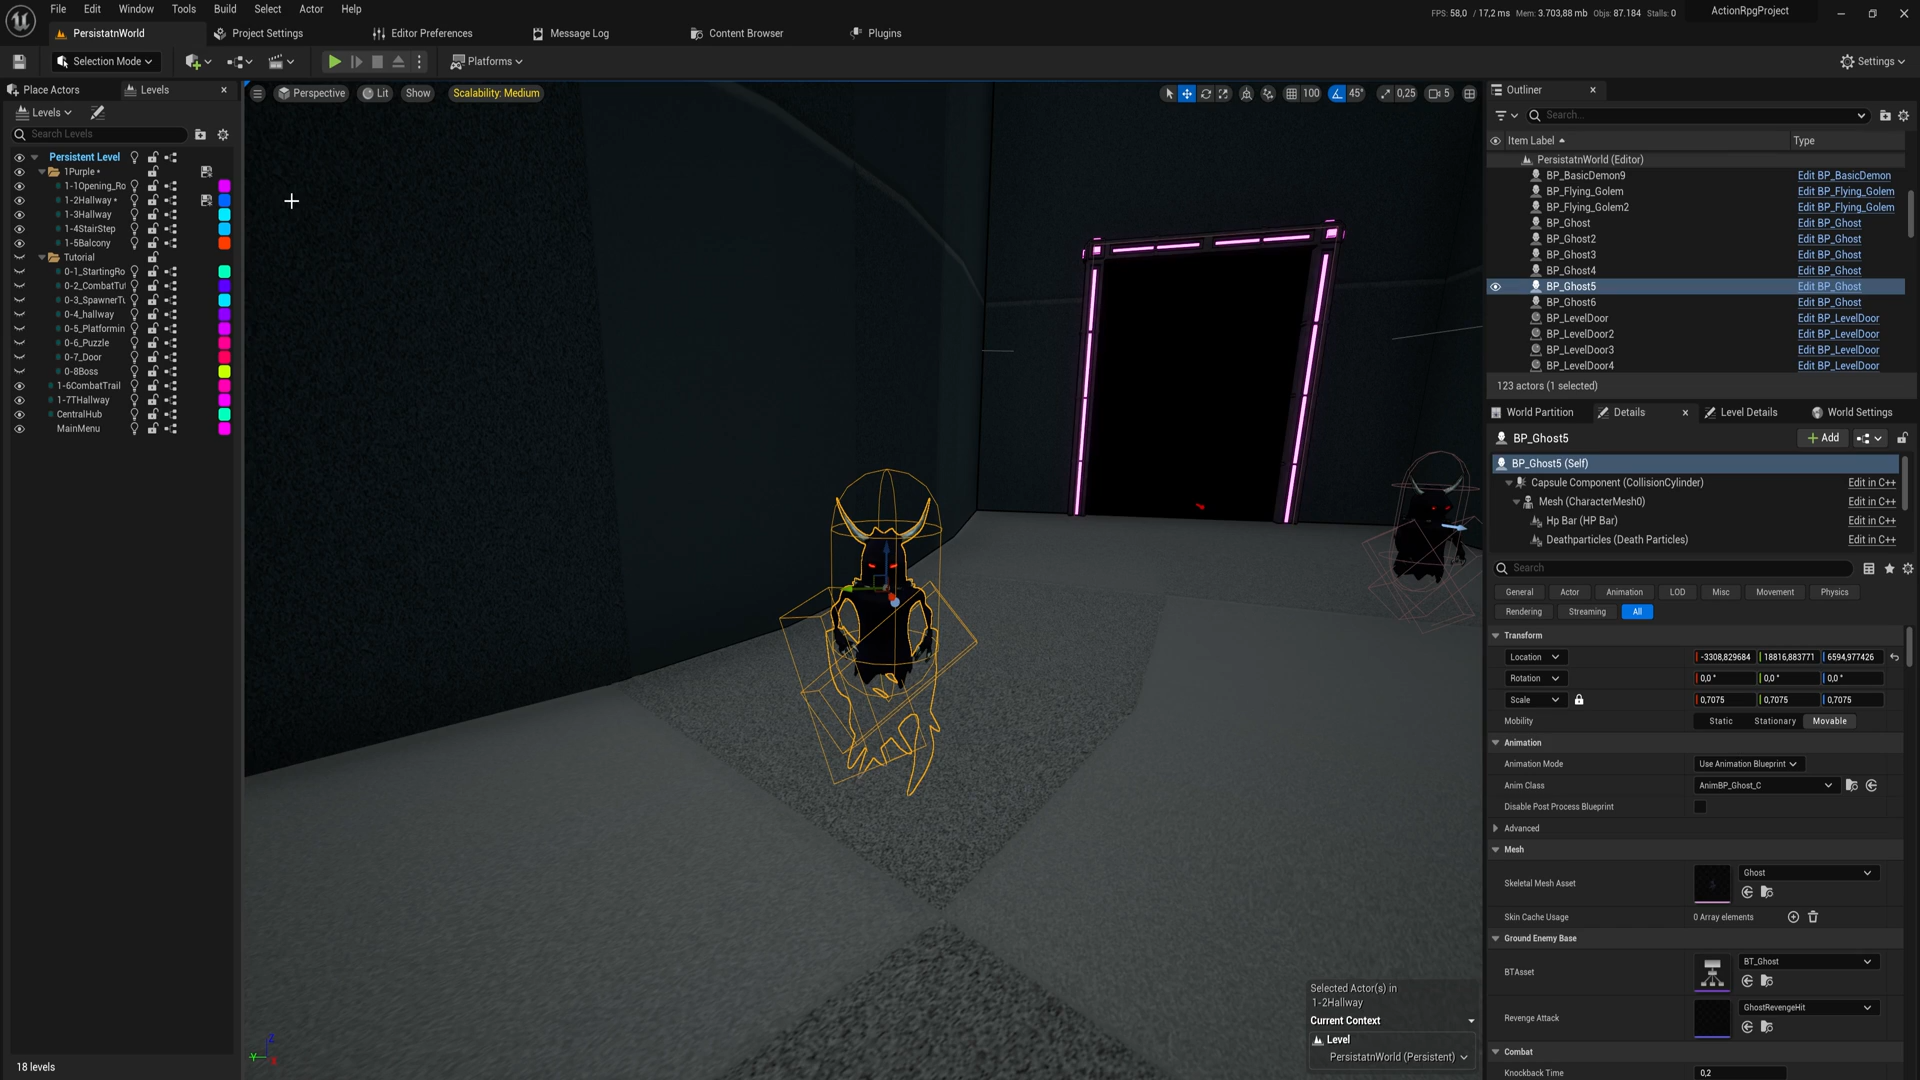 File Edit Window Tools Build Select Actor Help
FPS: 58,0 / 17,2 ms Mem: 3.703,88 mb Objs: 87.184 Stalls: 0
ActionRpgProject
PersistatnWorld
Project Settings
Editor Preferences
Message Log
Content Browser
Plugins
Selection Mode
Platforms
Settings
Place Actors
Levels
Levels
Search Levels
Persistent Level
1Purple •
1-1Opening_Ro
1-2Hallway •
1-3Hallway
1-4StairStep
1-5Balcony
Tutorial
0-1_StartingRo
0-2_CombatTu
0-3_SpawnerTu
0-4_hallway
0-5_Platformin
0-6_Puzzle
0-7_Door
0-8Boss
1-6CombatTrail
1-7THallway
CentralHub
MainMenu
18 levels
Perspective
Lit
Show
Scalability: Medium
100
45°
0,25
5
Selected Actor(s) in
1-2Hallway
Current Context
Level
PersistatnWorld (Persistent)
Z
Y
X
Outliner
Search...
Item Label Type
PersistatnWorld (Editor)
BP_BasicDemon9 Edit BP_BasicDemon
BP_Flying_Golem Edit BP_Flying_Golem
BP_Flying_Golem2 Edit BP_Flying_Golem
BP_Ghost Edit BP_Ghost
BP_Ghost2 Edit BP_Ghost
BP_Ghost3 Edit BP_Ghost
BP_Ghost4 Edit BP_Ghost
BP_Ghost5 Edit BP_Ghost
BP_Ghost6 Edit BP_Ghost
BP_LevelDoor Edit BP_LevelDoor
BP_LevelDoor2 Edit BP_LevelDoor
BP_LevelDoor3 Edit BP_LevelDoor
BP_LevelDoor4 Edit BP_LevelDoor
123 actors (1 selected)
World Partition
Details
Level Details
World Settings
BP_Ghost5
Add
BP_Ghost5 (Self)
Capsule Component (CollisionCylinder) Edit in C++
Mesh (CharacterMesh0) Edit in C++
Hp Bar (HP Bar) Edit in C++
Deathparticles (Death Particles) Edit in C++
Search
General Actor Animation LOD Misc Movement Physics
Rendering Streaming All
Transform
Location -3308,829684 18816,883771 6594,977426
Rotation 0,0 ° 0,0 ° 0,0 °
Scale 0,7075 0,7075 0,7075
Mobility Static Stationary Movable
Animation
Animation Mode Use Animation Blueprint
Anim Class AnimBP_Ghost_C
Disable Post Process Blueprint
Advanced
Mesh
Skeletal Mesh Asset Ghost
Skin Cache Usage 0 Array elements
Ground Enemy Base
BTAsset BT_Ghost
Revenge Attack GhostRevengeHit
Combat
Knockback Time 0,2